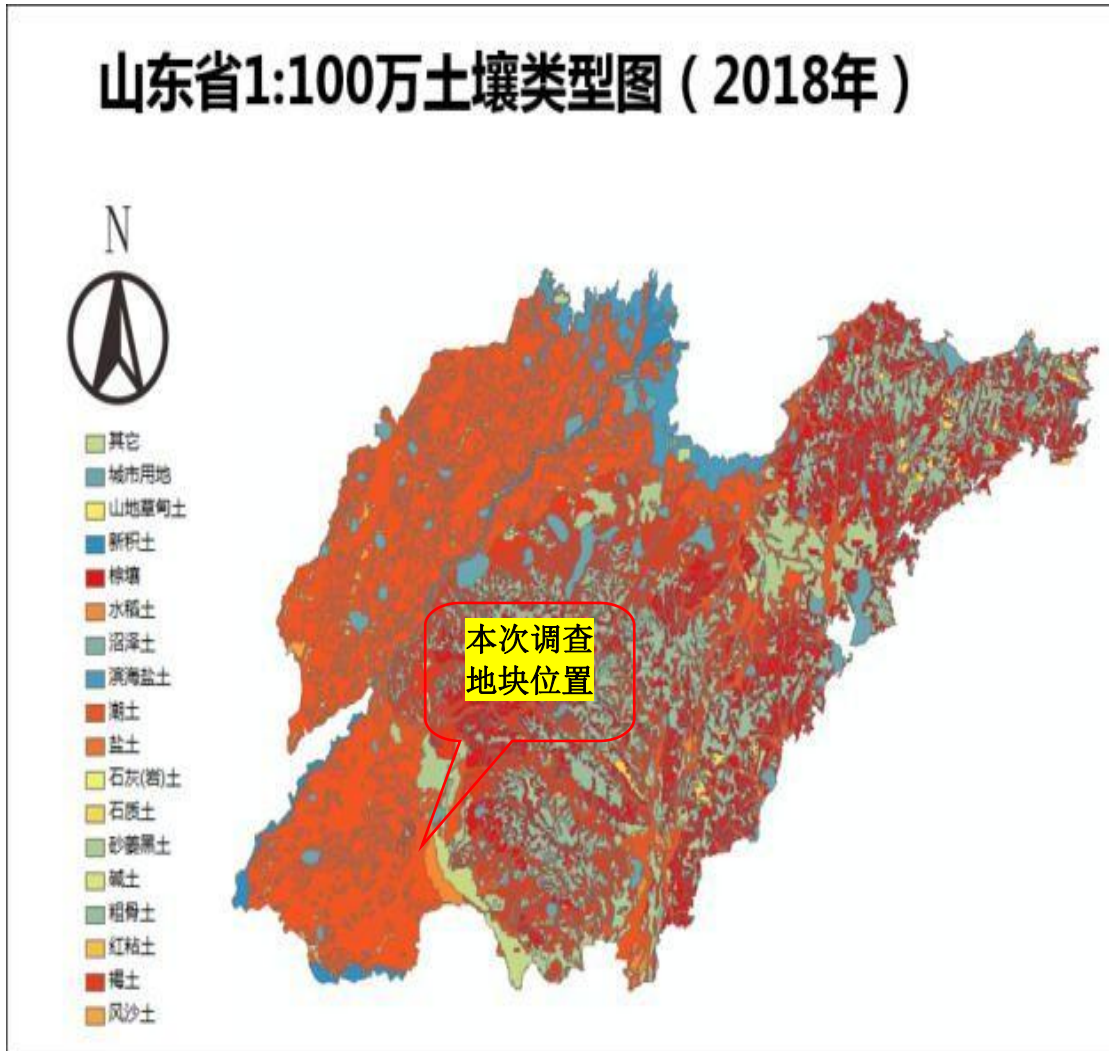 山东省1:100万土壤类型图（2018年）
N
其它
城市用地
山地草甸土
新积土
棕壤
水稻土
沼泽土
滨海盐土
潮土
盐土
石灰(岩)土
石质土
砂姜黑土
碱土
粗骨土
红粘土
褐土
风沙土
本次调查
地块位置